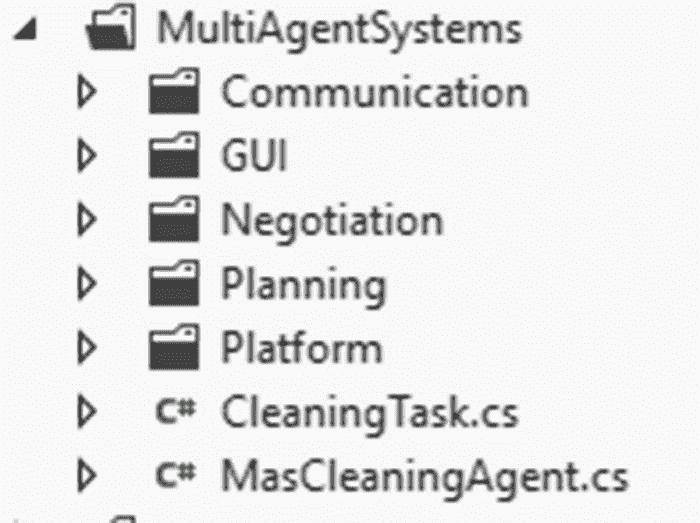 MultiAgentSystems
Communication
GUI
Negotiation
Planning
Platform
C# CleaningTask.cs
C# MasCleaningAgent.cs